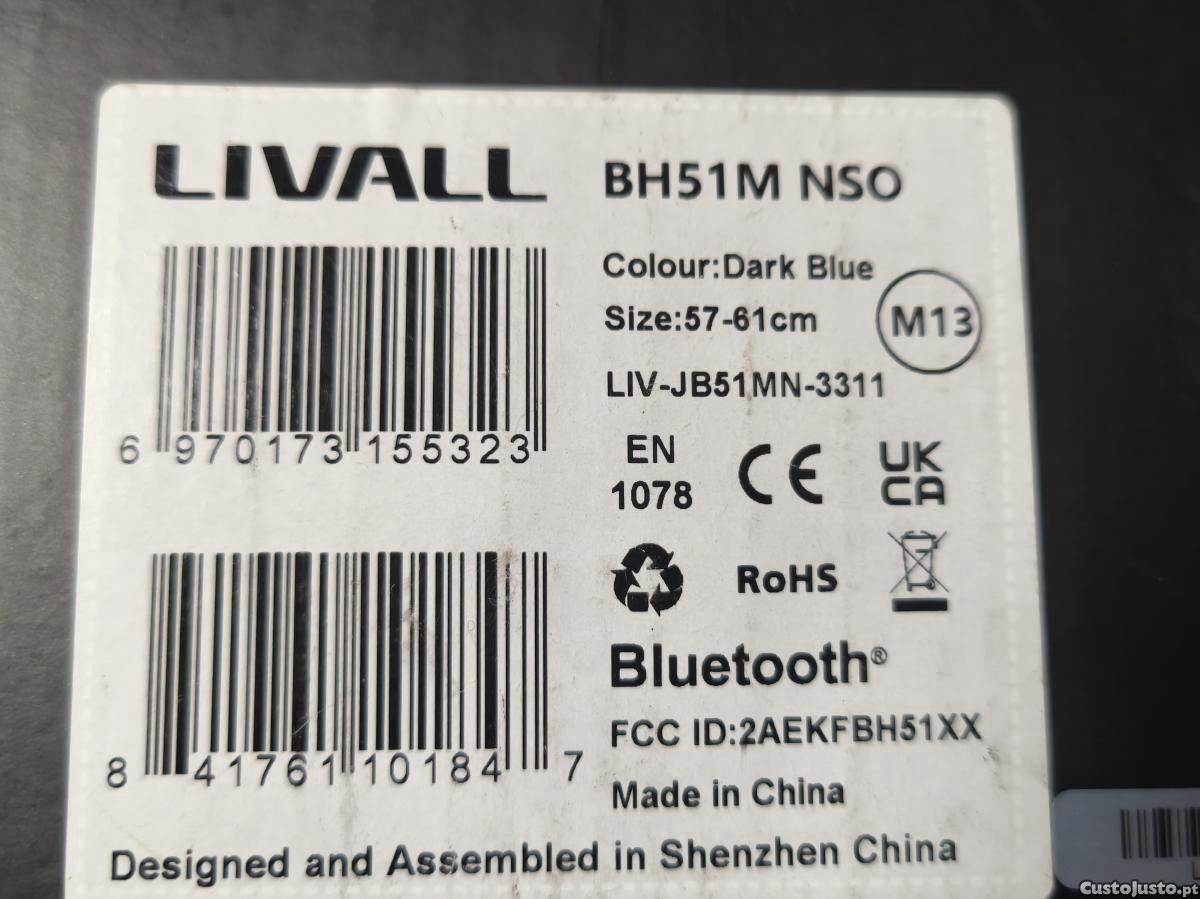 LIVALL
BH51M NSO
Colour:Dark Blue
Size:57-61cm
M13
LIV-JB51MN-3311
6 970173 155323
EN
1078
CE
UK
CA
RoHS
8 41761 10184 7
Bluetooth®
FCC ID:2AEKFBH51XX
Made in China
Designed and Assembled in Shenzhen China
CustoJusto.pt